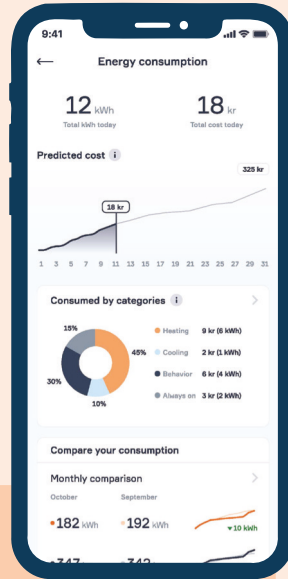 9:41
Energy consumption
12 kWh 18 kr
Total kWh today Total cost today
Predicted cost i
325 kr
18 kr
1 3 5 7 9 11 13 15 17 19 21 23 25 27 29 31
Consumed by categories i
15%
45%
30%
10%
Heating 9 kr (6 kWh)
Cooling 2 kr (1 kWh)
Behavior 6 kr (4 kWh)
Always on 3 kr (2 kWh)
Compare your consumption
Monthly comparison
October September
182 kWh 192 kWh ▾10 kWh